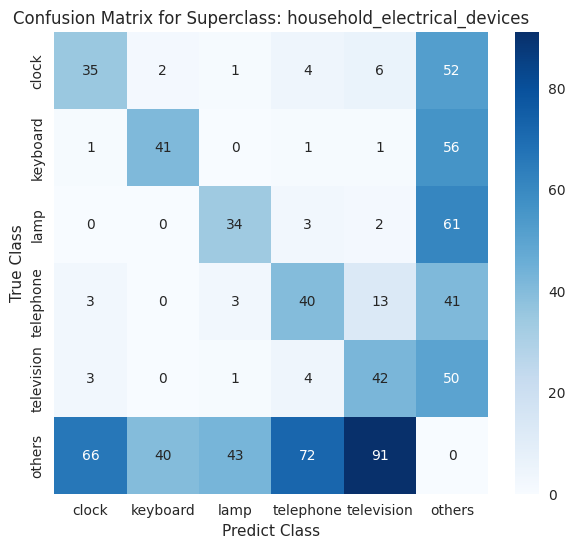 Confusion Matrix for Superclass: household_electrical_devices
True Class
clock 35 2 1 4 6 52
keyboard 1 41 0 1 1 56
lamp 0 0 34 3 2 61
telephone 3 0 3 40 13 41
television 3 0 1 4 42 50
others 66 40 43 72 91 0
clock keyboard lamp telephone television others
Predict Class
80
60
40
20
0